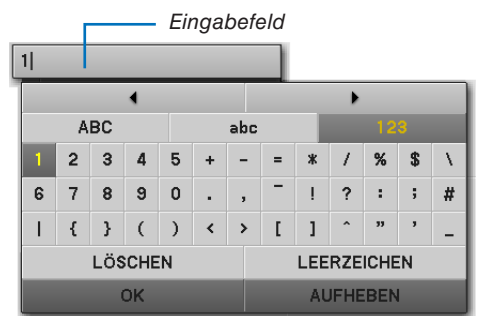 Eingabefeld
1|
ABC abc 123
1 2 3 4 5 + - = * / % $ \
6 7 8 9 0 . , ‾ ! ? : ; #
| { } ( ) < > [ ] ^ ” ’ _
LÖSCHEN LEERZEICHEN
OK AUFHEBEN